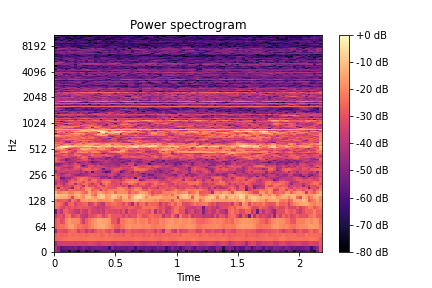 Power spectrogram
Hz
8192
4096
2048
1024
512
256
128
64
0
0
0.5
1
1.5
2
Time
+0 dB
-10 dB
-20 dB
-30 dB
-40 dB
-50 dB
-60 dB
-70 dB
-80 dB